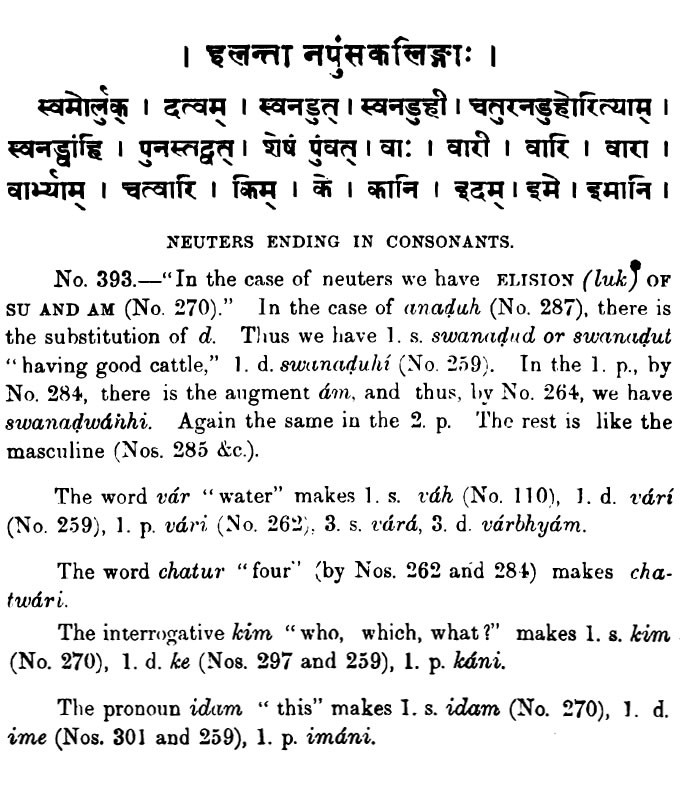 । हलन्ता नपुंसकलिङ्गाः ।
स्वमोर्लुक् । दत्वम् । स्वनडुत् । स्वनडुही । चतुरनडुहोरित्याम् ।
स्वनड्वांहि । पुनस्तद्वत् । शेषं पुंवत् । वाः । वारी । वारि । वारा ।
वार्भ्याम् । चत्वारि । किम् । के । कानि । इदम् । इमे । इमानि ।
NEUTERS ENDING IN CONSONANTS.
No. 393.—“In the case of neuters we have ELISION (luk) OF
SU AND AM (No. 270).” In the case of anaḍuh (No. 287), there is
the substitution of d. Thus we have 1. s. swanaḍud or swanaḍut
“having good cattle,” 1. d. swanaḍuhí (No. 259). In the 1. p., by
No. 284, there is the augment ám, and thus, by No. 264, we have
swanaḍwáṅhi. Again the same in the 2. p. The rest is like the
masculine (Nos. 285 &c.).
The word vár “water” makes 1. s. váh (No. 110), 1. d. várí
(No. 259), 1. p. vári (No. 262), 3. s. várá, 3. d. várbhyám.
The word chatur “four” (by Nos. 262 and 284) makes cha-
twári.
The interrogative kim “who, which, what?” makes 1. s. kim
(No. 270), 1. d. ke (Nos. 297 and 259), 1. p. káni.
The pronoun idam “this” makes 1. s. idam (No. 270), 1. d.
ime (Nos. 301 and 259), 1. p. imáni.